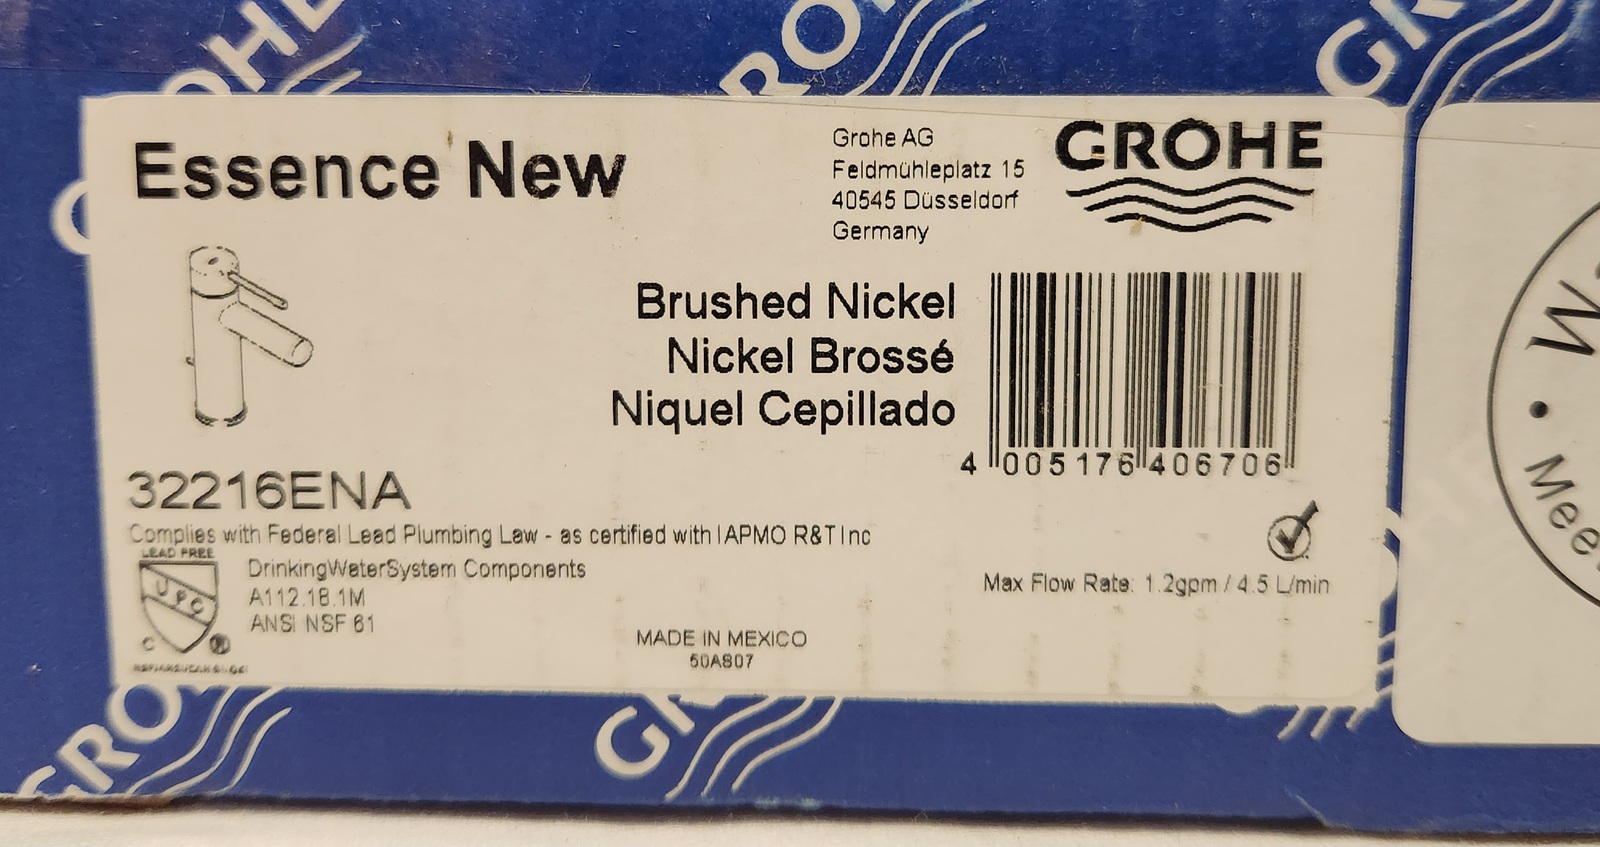 GROHE
Essence New
Grohe AG
Feldmühleplatz 15
40545 Düsseldorf
Germany
GROHE
Brushed Nickel
Nickel Brossé
Niquel Cepillado
4 005176 406706
32216ENA
Complies with Federal Lead Plumbing Law - as certified with IAPMO R&T Inc
LEAD FREE
UPC
C ®
DrinkingWaterSystem Components
A112.18.1M
ANSI NSF 61
Max Flow Rate: 1.2gpm / 4.5 L/min
MADE IN MEXICO
50A807